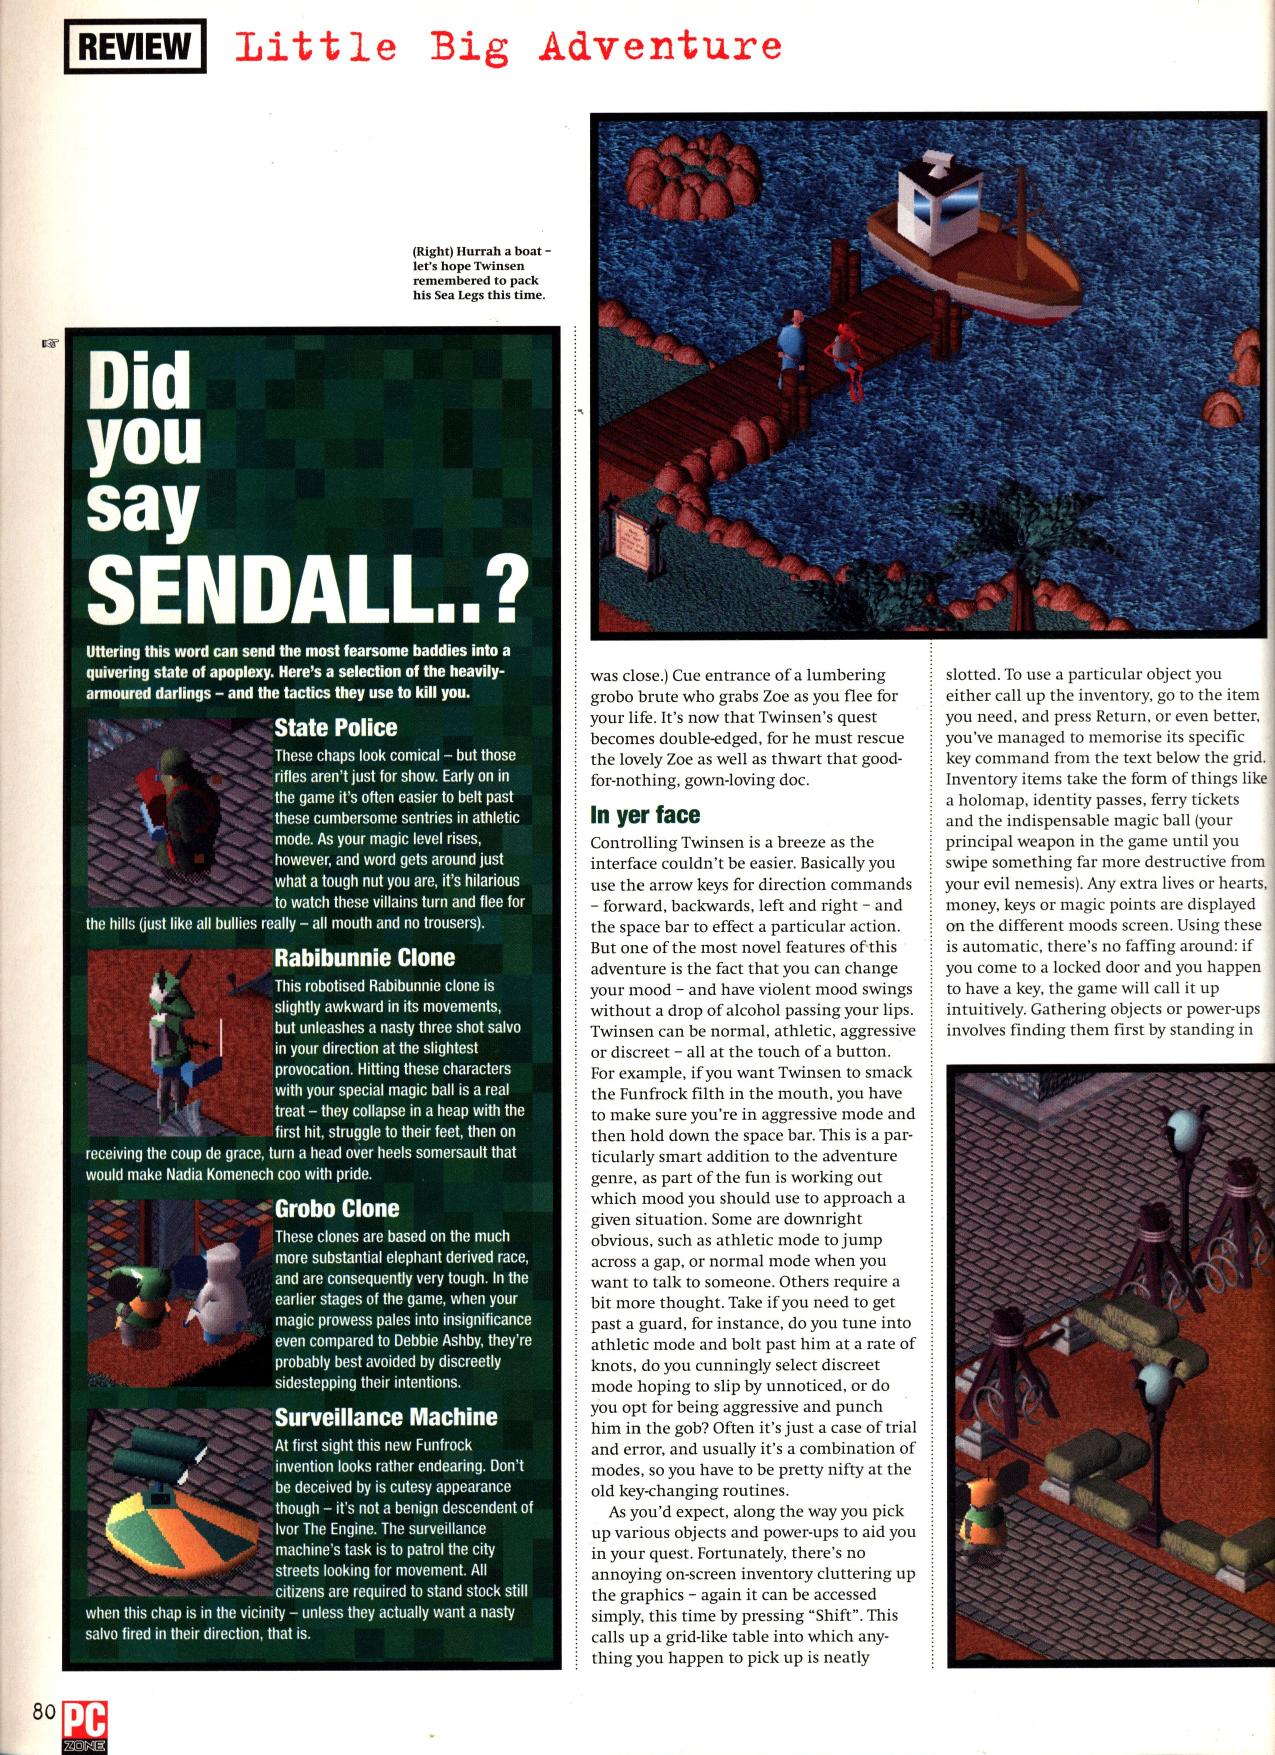 REVIEW Little Big Adventure
(Right) Hurrah a boat –
let's hope Twinsen
remembered to pack
his Sea Legs this time.
Did
you
say
SENDALL..?
Uttering this word can send the most fearsome baddies into a
quivering state of apoplexy. Here's a selection of the heavily-
armoured darlings – and the tactics they use to kill you.
State Police
These chaps look comical – but those
rifles aren't just for show. Early on in
the game it's often easier to belt past
these cumbersome sentries in athletic
mode. As your magic level rises,
however, and word gets around just
what a tough nut you are, it's hilarious
to watch these villains turn and flee for
the hills (just like all bullies really – all mouth and no trousers).
Rabibunnie Clone
This robotised Rabibunnie clone is
slightly awkward in its movements,
but unleashes a nasty three shot salvo
in your direction at the slightest
provocation. Hitting these characters
with your special magic ball is a real
treat – they collapse in a heap with the
first hit, struggle to their feet, then on
receiving the coup de grace, turn a head over heels somersault that
would make Nadia Komenech coo with pride.
Grobo Clone
These clones are based on the much
more substantial elephant derived race,
and are consequently very tough. In the
earlier stages of the game, when your
magic prowess pales into insignificance
even compared to Debbie Ashby, they're
probably best avoided by discreetly
sidestepping their intentions.
Surveillance Machine
At first sight this new Funfrock
invention looks rather endearing. Don't
be deceived by is cutesy appearance
though – it's not a benign descendent of
Ivor The Engine. The surveillance
machine's task is to patrol the city
streets looking for movement. All
citizens are required to stand stock still
when this chap is in the vicinity – unless they actually want a nasty
salvo fired in their direction, that is.
was close.) Cue entrance of a lumbering
grobo brute who grabs Zoe as you flee for
your life. It's now that Twinsen's quest
becomes double-edged, for he must rescue
the lovely Zoe as well as thwart that good-
for-nothing, gown-loving doc.
In yer face
Controlling Twinsen is a breeze as the
interface couldn't be easier. Basically you
use the arrow keys for direction commands
– forward, backwards, left and right – and
the space bar to effect a particular action.
But one of the most novel features of this
adventure is the fact that you can change
your mood – and have violent mood swings
without a drop of alcohol passing your lips.
Twinsen can be normal, athletic, aggressive
or discreet – all at the touch of a button.
For example, if you want Twinsen to smack
the Funfrock filth in the mouth, you have
to make sure you're in aggressive mode and
then hold down the space bar. This is a par-
ticularly smart addition to the adventure
genre, as part of the fun is working out
which mood you should use to approach a
given situation. Some are downright
obvious, such as athletic mode to jump
across a gap, or normal mode when you
want to talk to someone. Others require a
bit more thought. Take if you need to get
past a guard, for instance, do you tune into
athletic mode and bolt past him at a rate of
knots, do you cunningly select discreet
mode hoping to slip by unnoticed, or do
you opt for being aggressive and punch
him in the gob? Often it's just a case of trial
and error, and usually it's a combination of
modes, so you have to be pretty nifty at the
old key-changing routines.
As you'd expect, along the way you pick
up various objects and power-ups to aid you
in your quest. Fortunately, there's no
annoying on-screen inventory cluttering up
the graphics – again it can be accessed
simply, this time by pressing “Shift”. This
calls up a grid-like table into which any-
thing you happen to pick up is neatly
slotted. To use a particular object you
either call up the inventory, go to the item
you need, and press Return, or even better,
you've managed to memorise its specific
key command from the text below the grid.
Inventory items take the form of things like
a holomap, identity passes, ferry tickets
and the indispensable magic ball (your
principal weapon in the game until you
swipe something far more destructive from
your evil nemesis). Any extra lives or hearts,
money, keys or magic points are displayed
on the different moods screen. Using these
is automatic, there's no faffing around: if
you come to a locked door and you happen
to have a key, the game will call it up
intuitively. Gathering objects or power-ups
involves finding them first by standing in
80 PC
ZONE